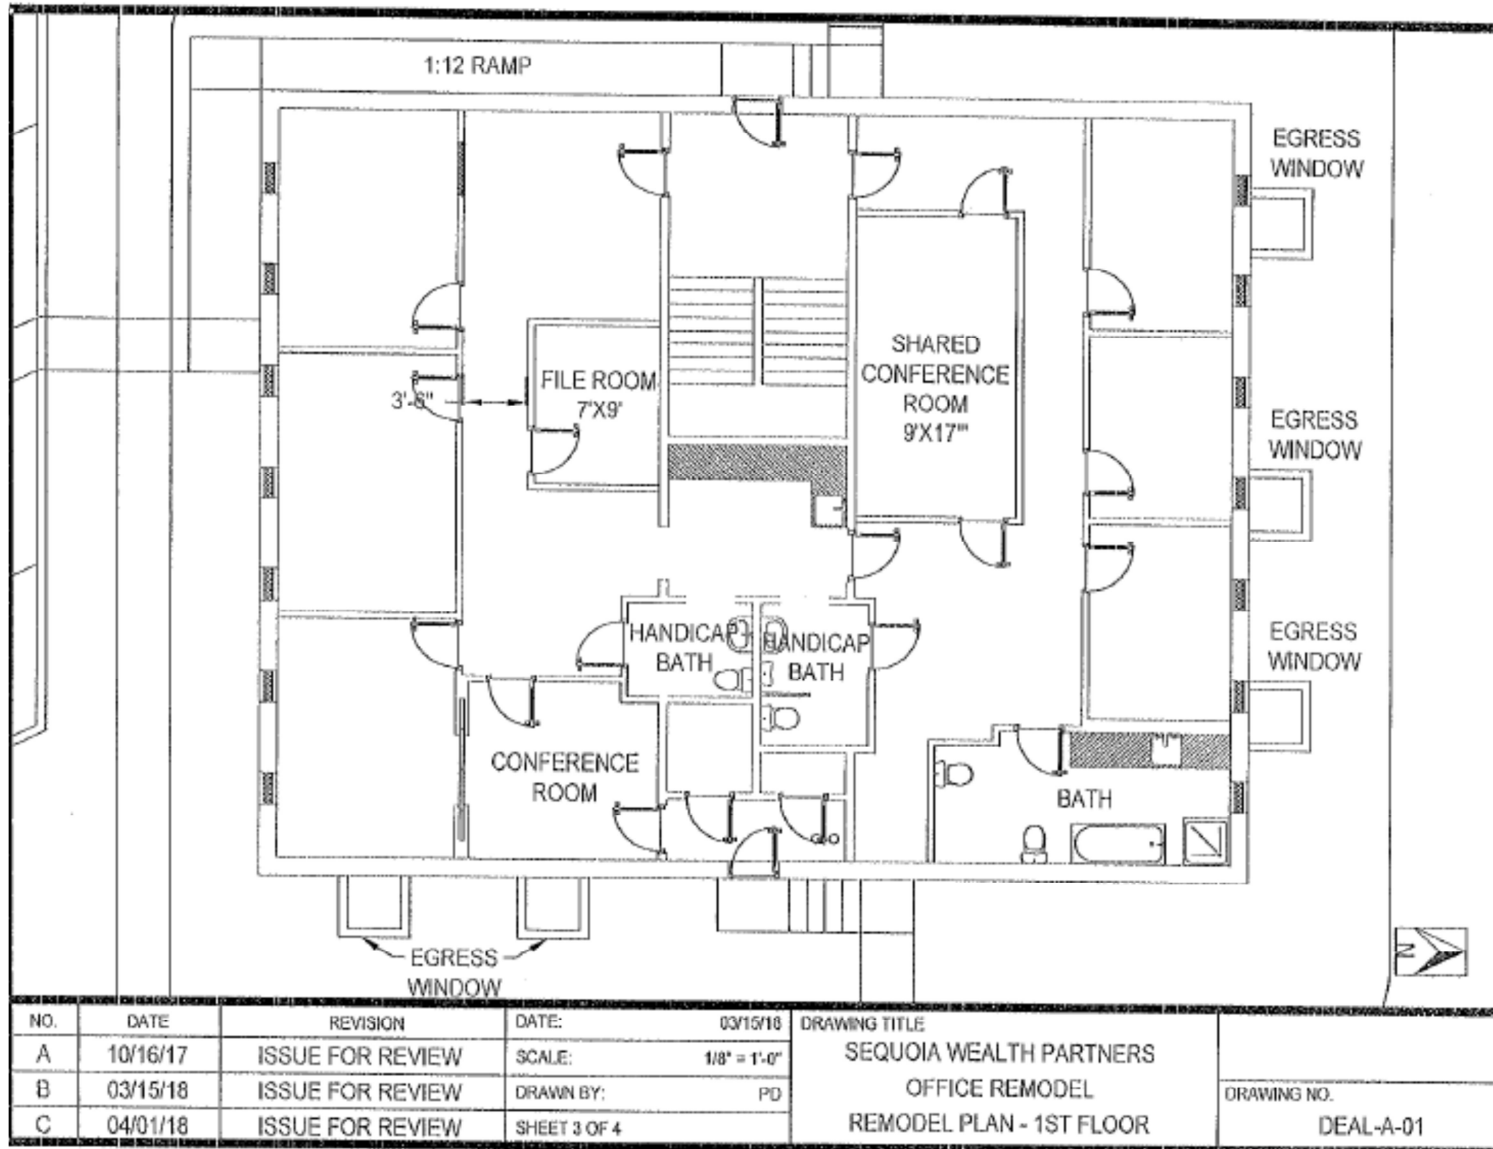 1:12 RAMP
EGRESS
WINDOW
SHARED
CONFERENCE
ROOM
9'X17'"
FILE ROOM
7'X9'
3'-6"
EGRESS
WINDOW
HANDICAP
BATH
HANDICAP
BATH
EGRESS
WINDOW
CONFERENCE
ROOM
BATH
EGRESS
WINDOW
N
NO. DATE REVISION
A 10/16/17 ISSUE FOR REVIEW
B 03/15/18 ISSUE FOR REVIEW
C 04/01/18 ISSUE FOR REVIEW
DATE: 03/15/18
SCALE: 1/8" = 1'-0"
DRAWN BY: PD
SHEET 3 OF 4
DRAWING TITLE
SEQUOIA WEALTH PARTNERS
OFFICE REMODEL
REMODEL PLAN - 1ST FLOOR
DRAWING NO.
DEAL-A-01